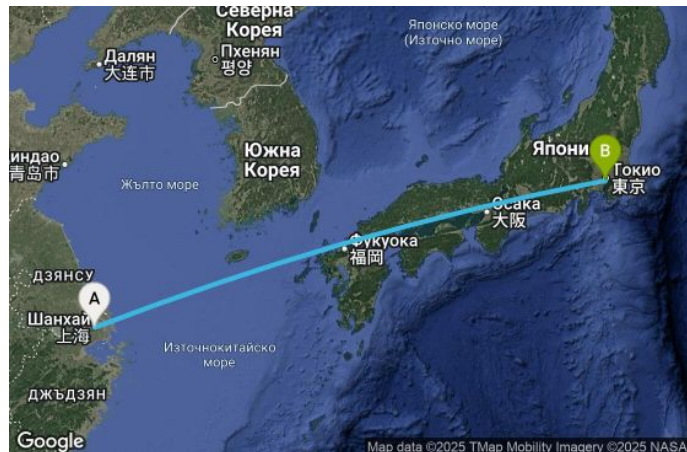 Северна
Корея
Далян
大连市
Пхенян
平壤
Японско море
(Източно море)
индао
青岛市
Южна
Корея
Жълто море
Япони
B
Токио
東京
Осака
大阪
Фукуока
福岡
ДЗЯНСУ
A
Шанхай
上海
Източнокитайско
море
ДЖЪДЗЯН
Google
Map data ©2025 TMap Mobility Imagery ©2025 NASA